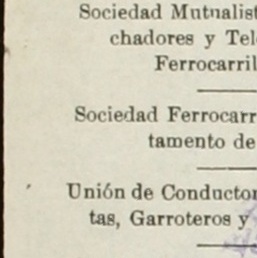 Sociedad Mutualist
chadores y Tel
Ferrocarril
Sociedad Ferrocarr
tamento de
Unión de Conductor
tas, Garroteros y